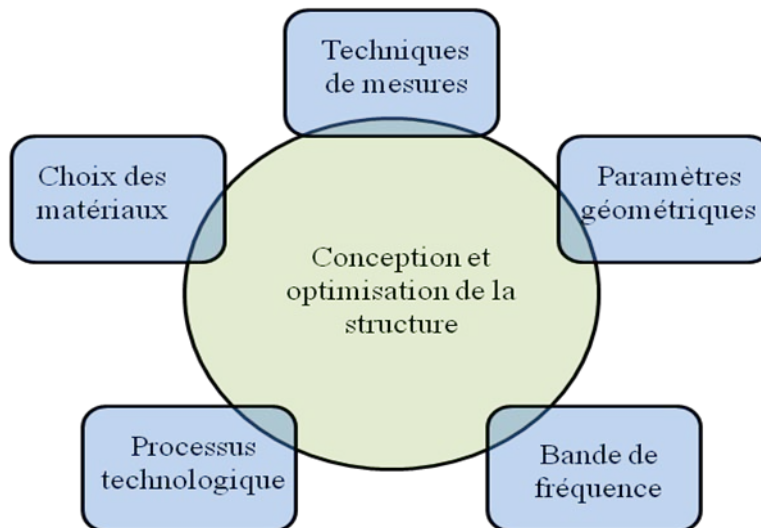 Techniques
de mesures
Choix des
matériaux
Paramètres
géométriques
Conception et
optimisation de la
structure
Processus
technologique
Bande de
fréquence